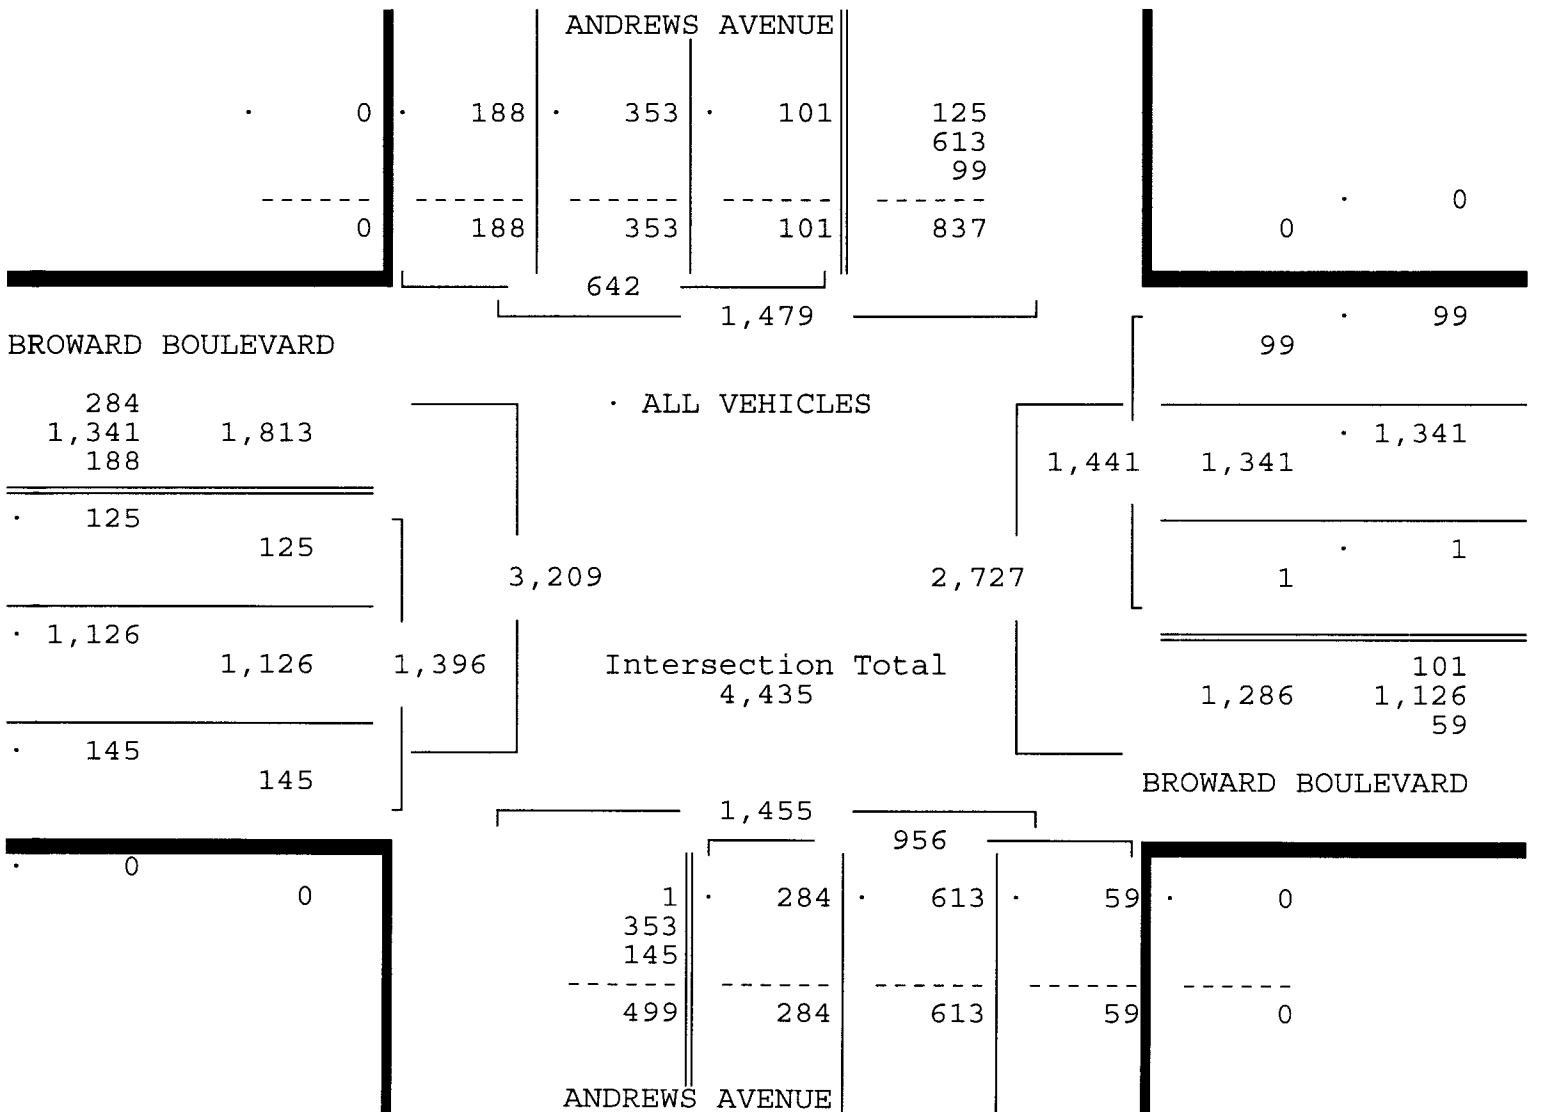 ANDREWS AVENUE
· 0 · 188 · 353 · 101 125
613
99
------ ------ ------ ------ ------
· 0
0 188 353 101 837 0
642
1,479 · 99
BROWARD BOULEVARD 99
284 · ALL VEHICLES
1,341 1,813 · 1,341
188 1,441 1,341
· 125
125 · 1
3,209 2,727 1
· 1,126
1,126 1,396 Intersection Total 101
4,435 1,286 1,126
59
· 145
145 BROWARD BOULEVARD
1,455
956
· 0
0 1 · 284 · 613 · 59 · 0
353
145
------ ------ ------ ------ ------
499 284 613 59 0
ANDREWS AVENUE